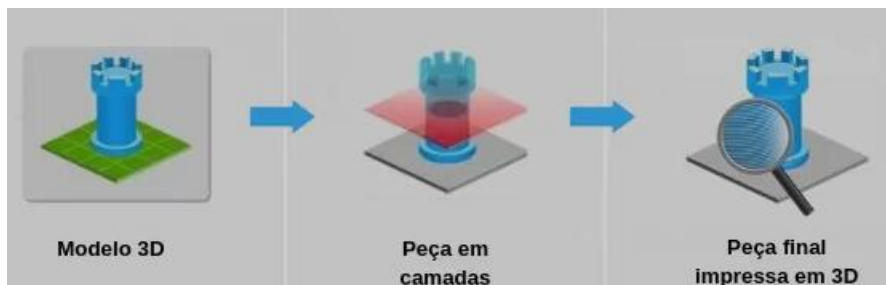 Modelo 3D
Peça em
camadas
Peça final
impressa em 3D